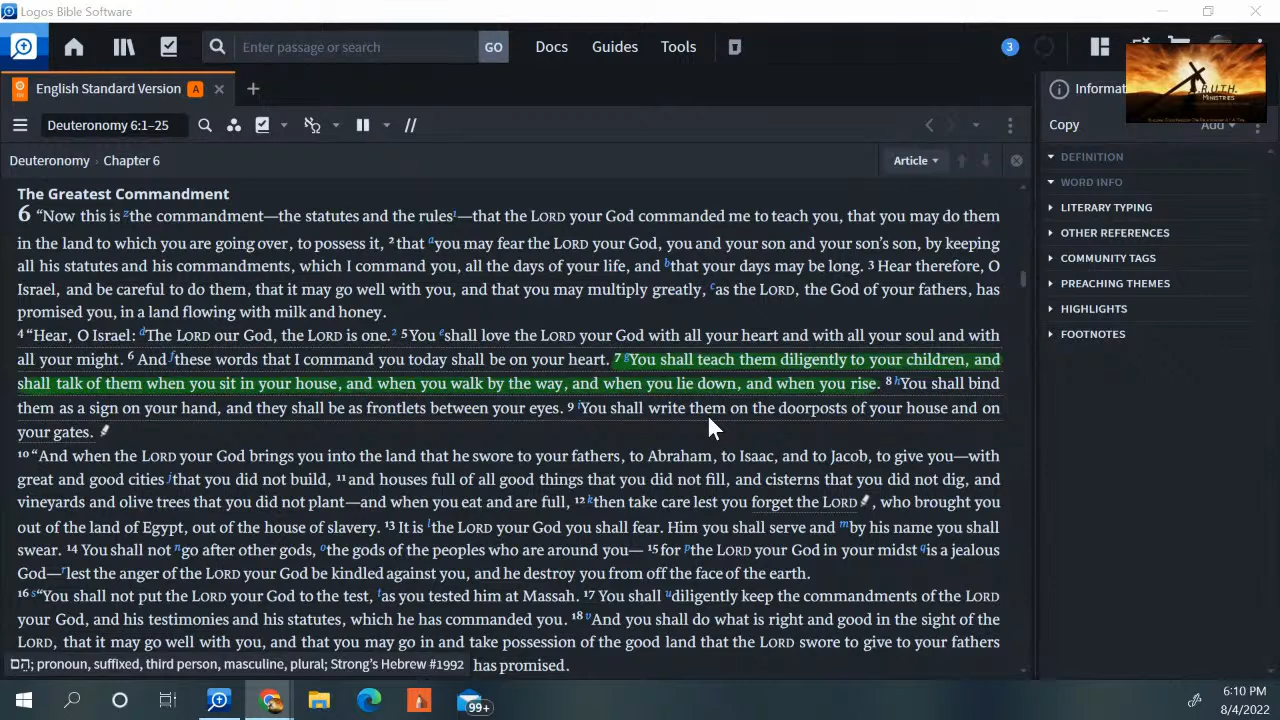 Logos Bible Software
Enter passage or search
GO
Docs
Guides
Tools
3
English Standard Version
A
Informat
T.R.U.T.H.
Ministries
Deuteronomy 6:1–25
Copy
Add
Deuteronomy › Chapter 6
Article
DEFINITION
WORD INFO
LITERARY TYPING
OTHER REFERENCES
COMMUNITY TAGS
PREACHING THEMES
HIGHLIGHTS
FOOTNOTES
The Greatest Commandment
6 “Now this is zthe commandment—the statutes and the rules1—that the LORD your God commanded me to teach you, that you may do them
in the land to which you are going over, to possess it, 2 that ayou may fear the LORD your God, you and your son and your son’s son, by keeping
all his statutes and his commandments, which I command you, all the days of your life, and bthat your days may be long. 3 Hear therefore, O
Israel, and be careful to do them, that it may go well with you, and that you may multiply greatly, cas the LORD, the God of your fathers, has
promised you, in a land flowing with milk and honey.
4 “Hear, O Israel: dThe LORD our God, the LORD is one.2 5 You eshall love the LORD your God with all your heart and with all your soul and with
all your might. 6 And fthese words that I command you today shall be on your heart. 7 gYou shall teach them diligently to your children, and
shall talk of them when you sit in your house, and when you walk by the way, and when you lie down, and when you rise. 8 hYou shall bind
them as a sign on your hand, and they shall be as frontlets between your eyes. 9 iYou shall write them on the doorposts of your house and on
your gates.
10 “And when the LORD your God brings you into the land that he swore to your fathers, to Abraham, to Isaac, and to Jacob, to give you—with
great and good cities jthat you did not build, 11 and houses full of all good things that you did not fill, and cisterns that you did not dig, and
vineyards and olive trees that you did not plant—and when you eat and are full, 12 kthen take care lest you forget the LORD, who brought you
out of the land of Egypt, out of the house of slavery. 13 It is lthe LORD your God you shall fear. Him you shall serve and mby his name you shall
swear. 14 You shall not ngo after other gods, othe gods of the peoples who are around you— 15 for pthe LORD your God in your midst qis a jealous
God—rlest the anger of the LORD your God be kindled against you, and he destroy you from off the face of the earth.
16 s“You shall not put the LORD your God to the test, tas you tested him at Massah. 17 You shall udiligently keep the commandments of the LORD
your God, and his testimonies and his statutes, which he has commanded you. 18 vAnd you shall do what is right and good in the sight of the
LORD, that it may go well with you, and that you may go in and take possession of the good land that the LORD swore to give to your fathers
הֵם; pronoun, suffixed, third person, masculine, plural; Strong’s Hebrew #1992
has promised.
99+
6:10 PM
8/4/2022